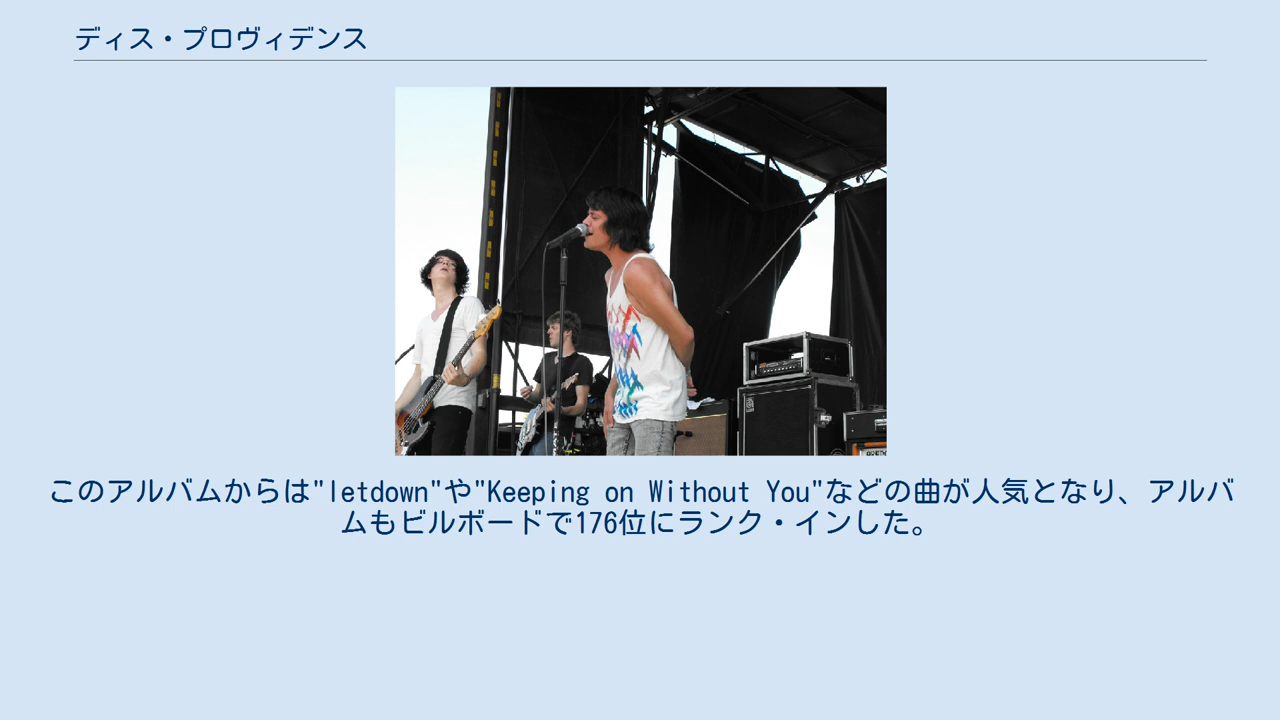 ディス・プロヴィデンス
このアルバムからは"letdown"や"Keeping on Without You"などの曲が人気となり、アルバ
ムもビルボードで176位にランク・インした。